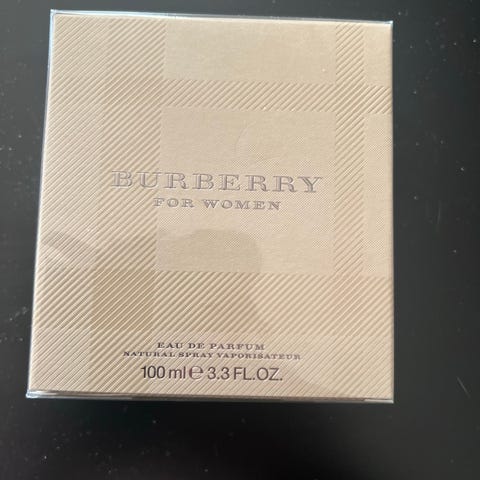 BURBERRY
FOR WOMEN
EAU DE PARFUM
NATURAL SPRAY VAPORISATEUR
100 ml ℮ 3.3 FL.OZ.